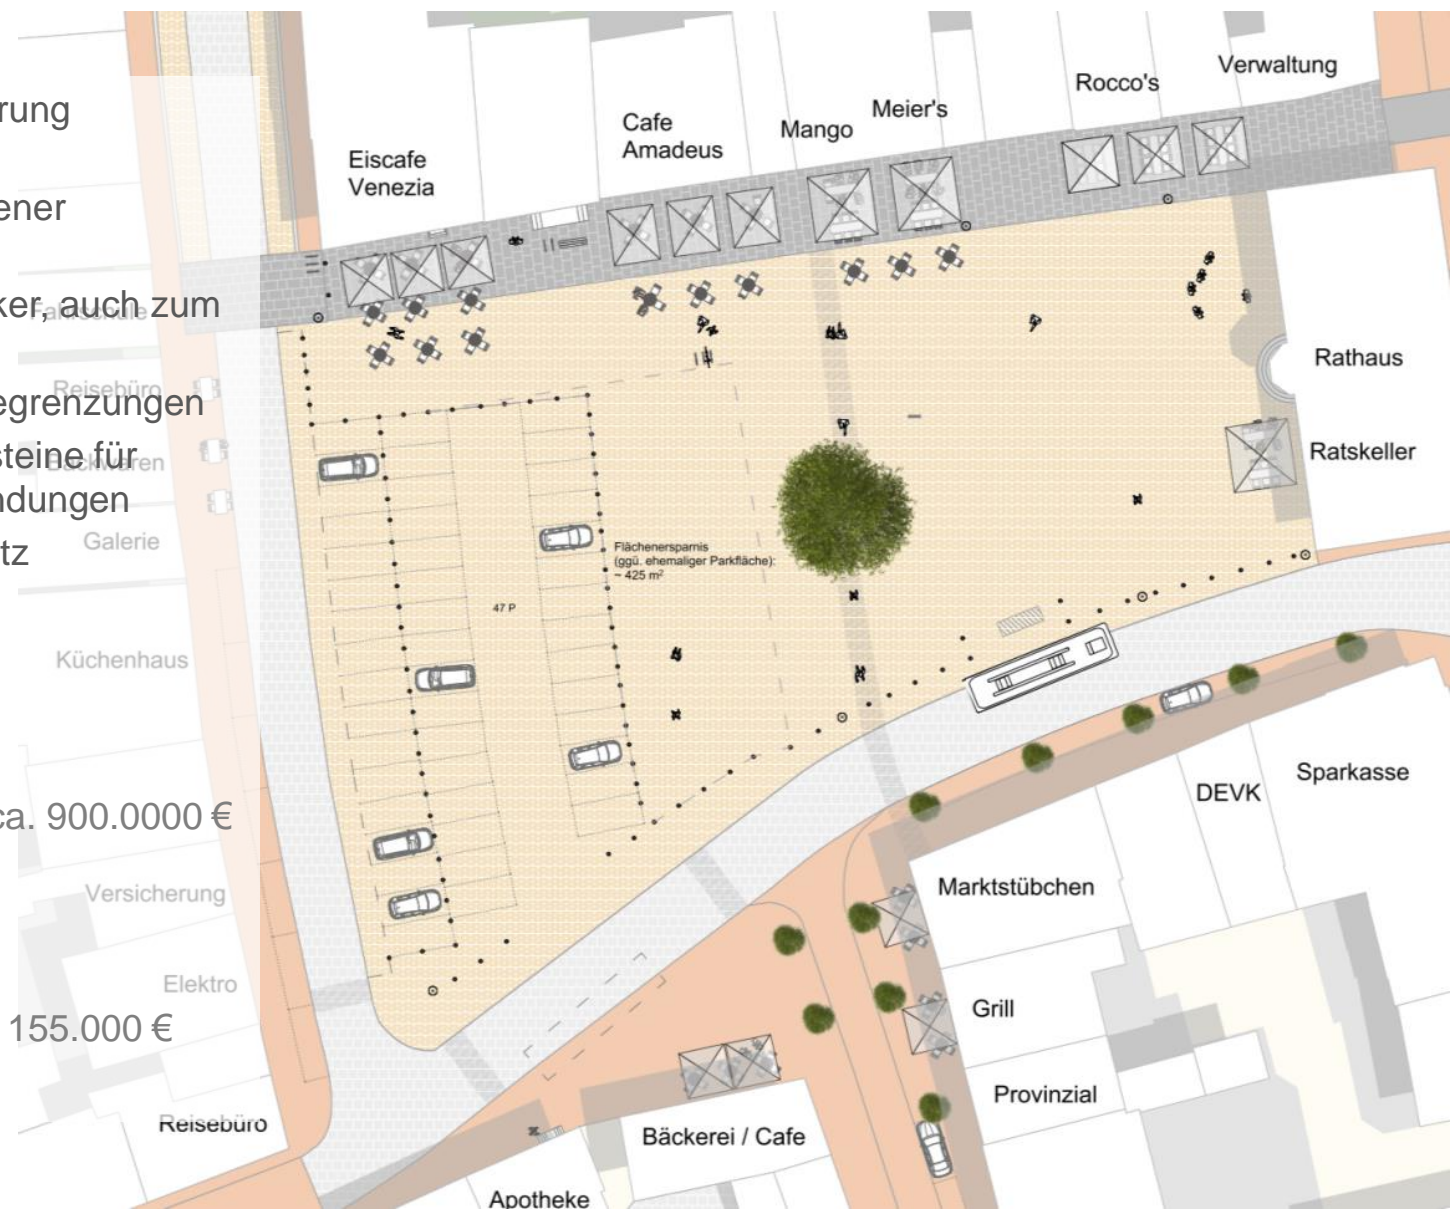 rung
ener
ker, auch zum
egrenzungen
steine für
ndungen
tz
ca. 900.0000 €
155.000 €
Verwaltung
Rocco's
Meier's
Mango
Cafe
Amadeus
Eiscafe
Venezia
Fahrschule
Reisebüro
Backwaren
Galerie
Küchenhaus
Versicherung
Elektro
Reisebüro
Rathaus
Ratskeller
Flächenersparnis
(ggü. ehemaliger Parkfläche):
~ 425 m²
47 P
Sparkasse
DEVK
Marktstübchen
Grill
Provinzial
Bäckerei / Cafe
Apotheke